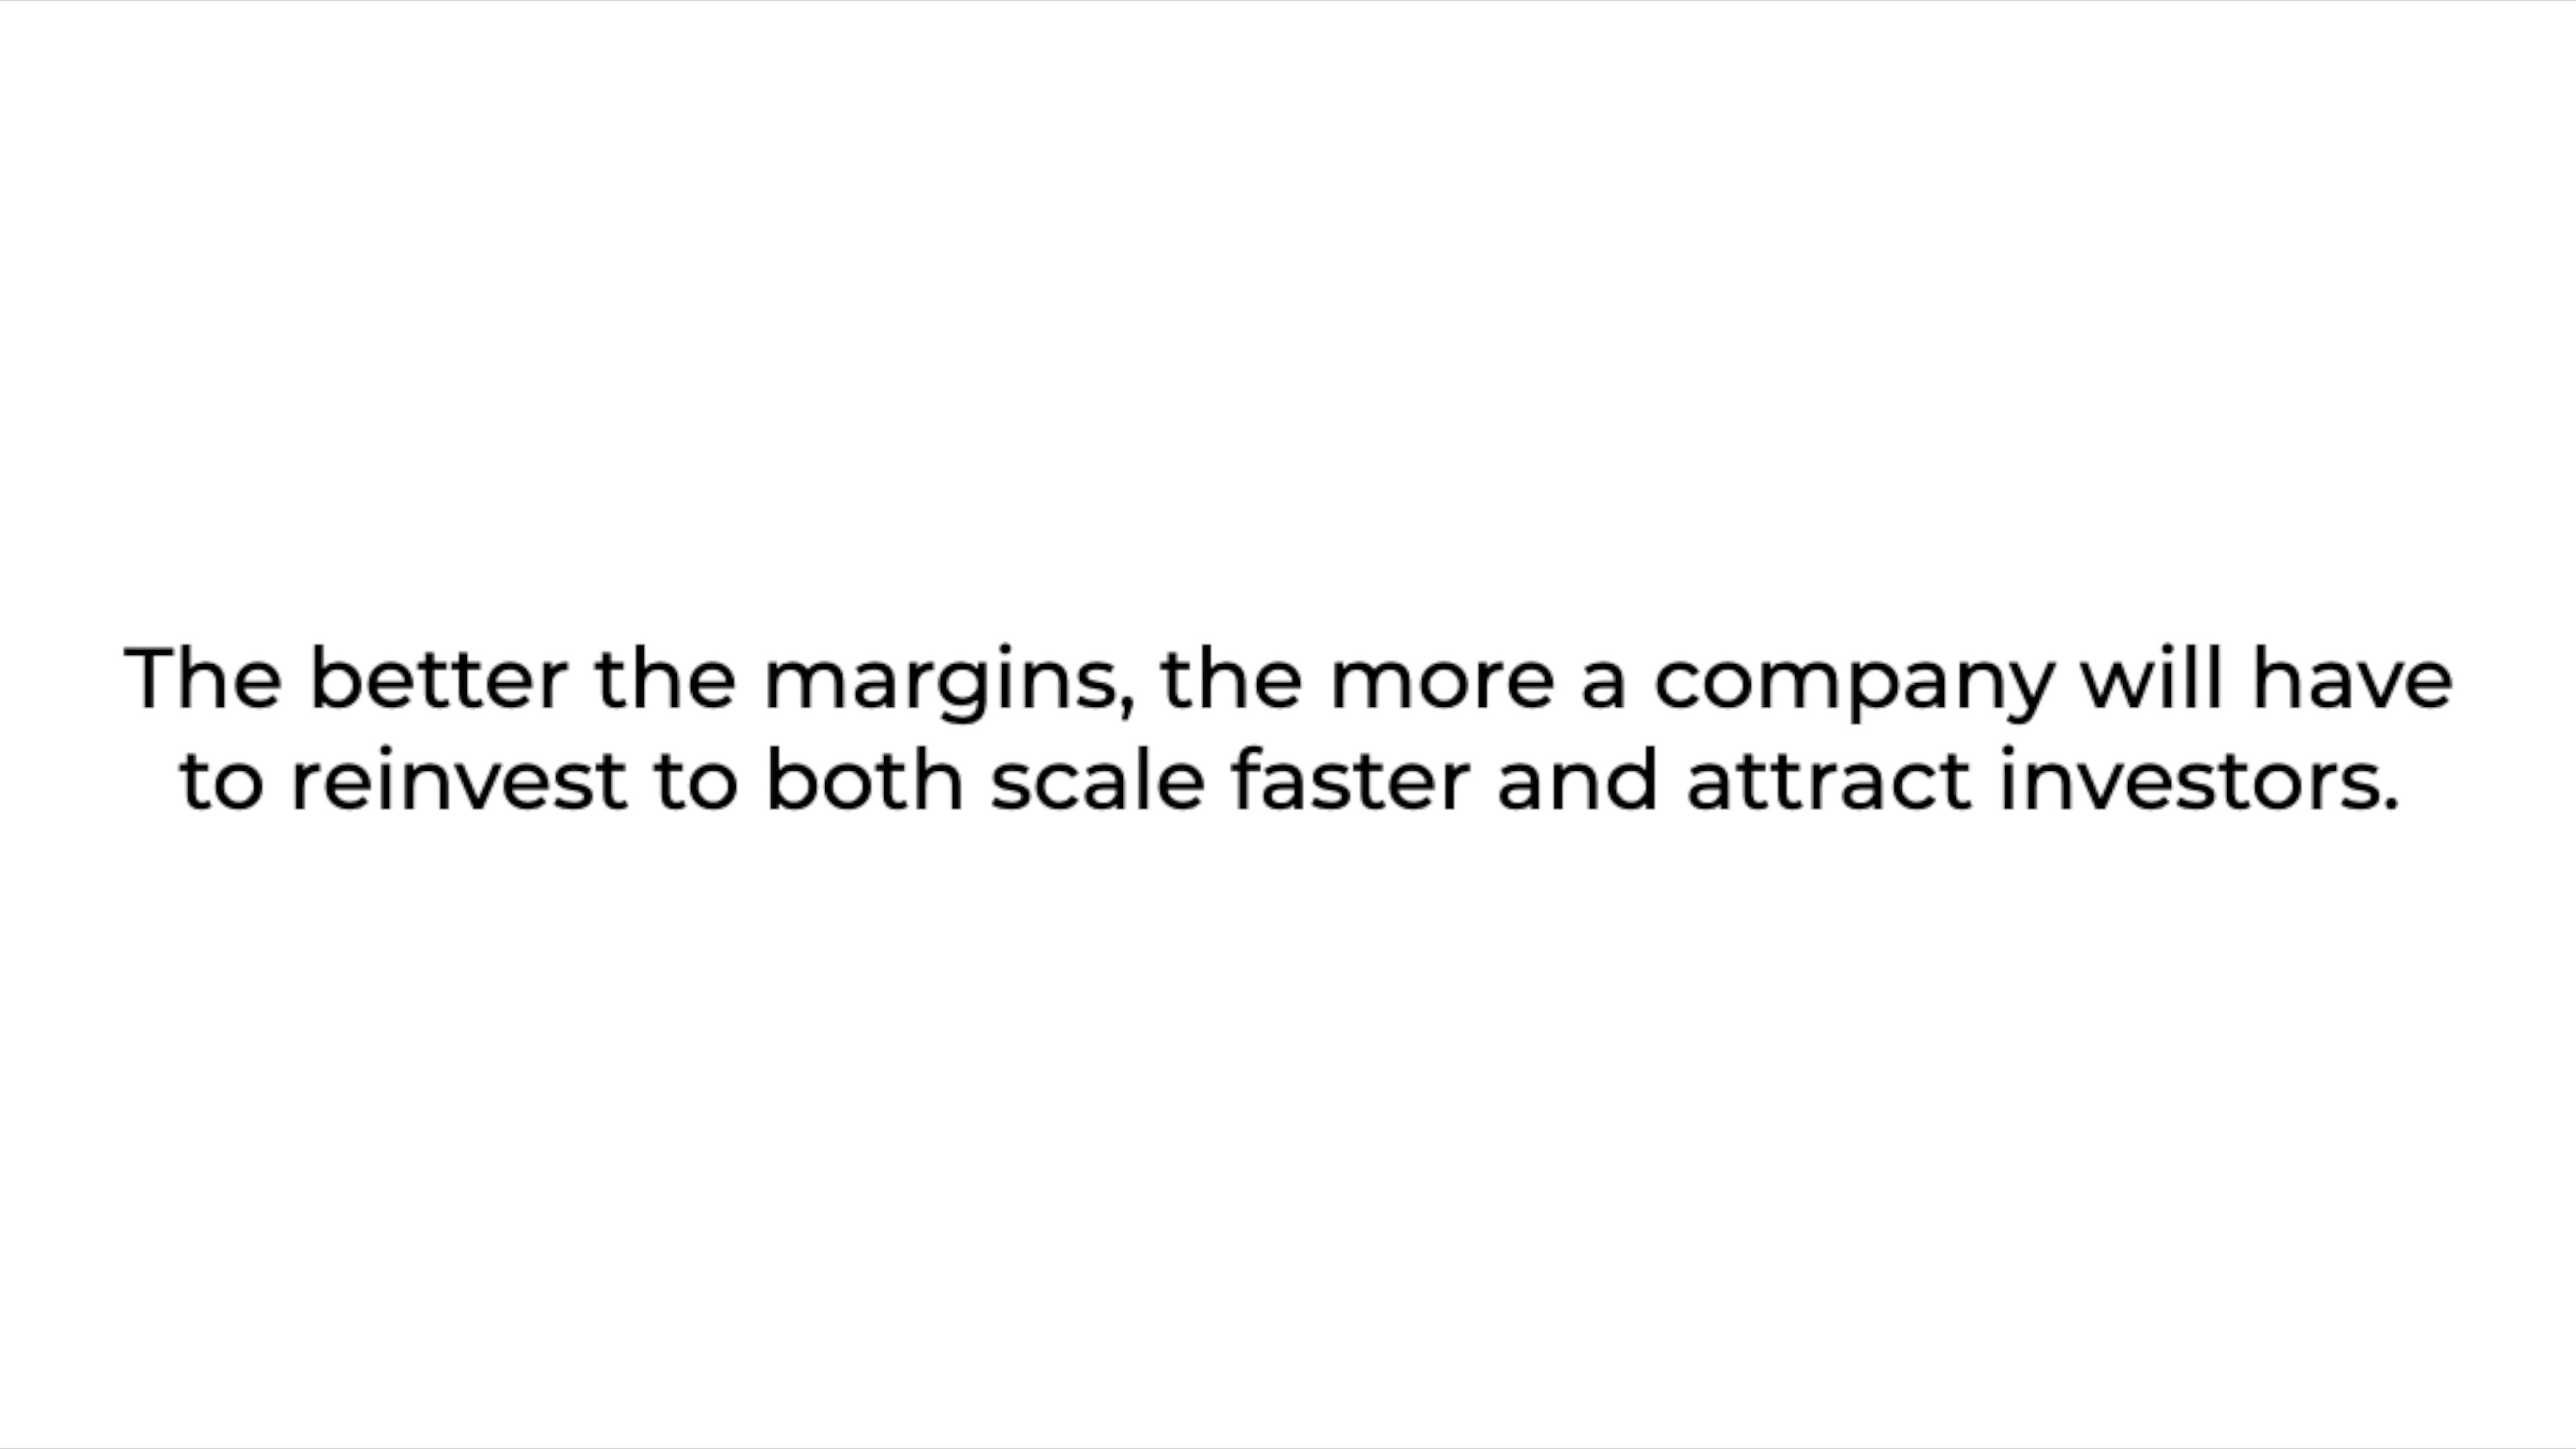 The better the margins, the more a company will have
to reinvest to both scale faster and attract investors.